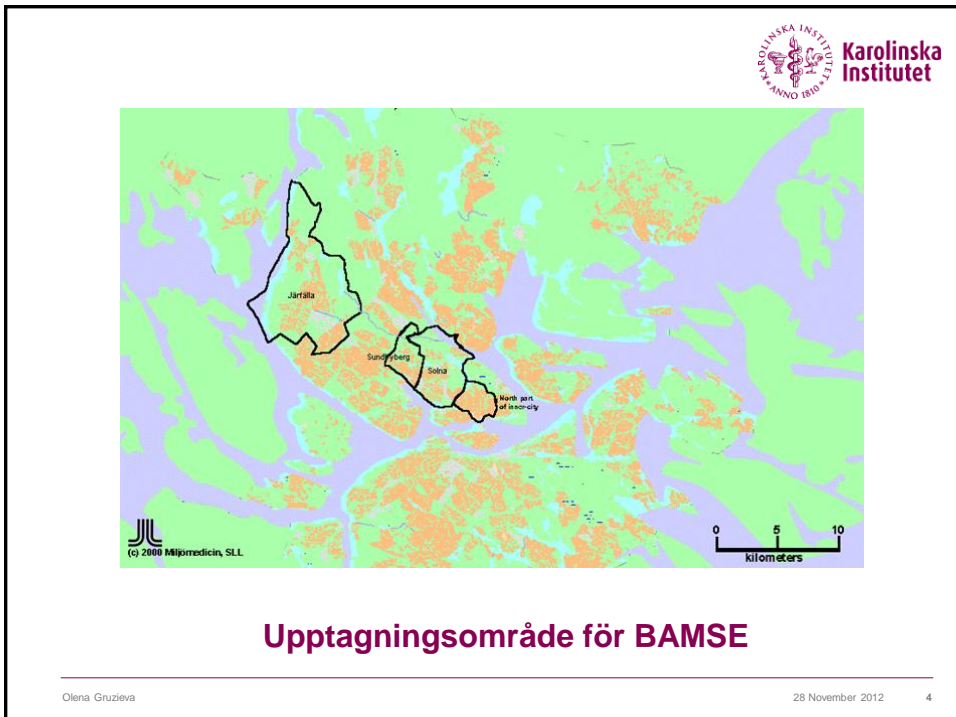 KAROLINSKA INSTITUTET
ANNO 1810
Karolinska
Institutet
Järfälla
Sundbyberg
Solna
North part
of inner-city
(c) 2000 Miljömedicin, SLL
0 5 10
kilometers
Upptagningsområde för BAMSE
Olena Gruzieva 28 November 2012 4